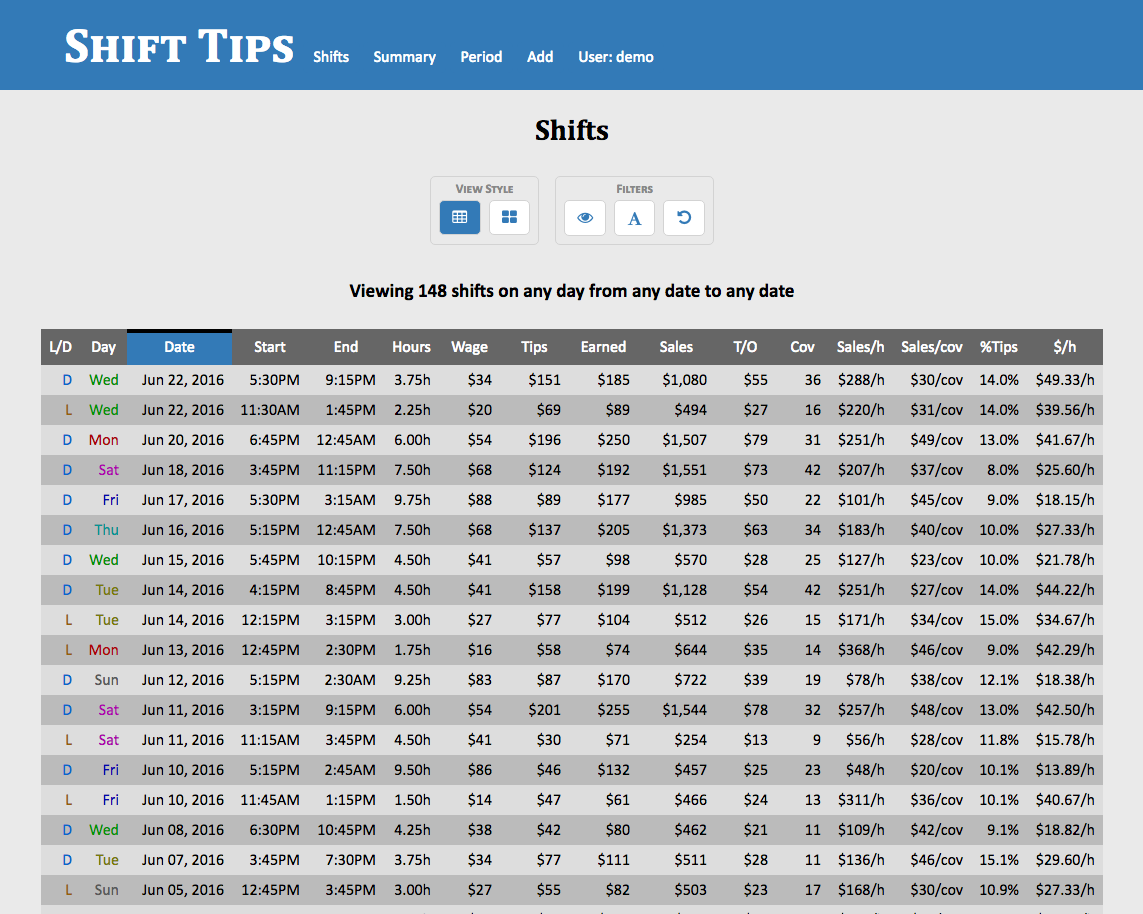 Shift Tips Shifts Summary Period Add User: demo
Shifts
View Style Filters
A
Viewing 148 shifts on any day from any date to any date
L/D Day Date Start End Hours Wage Tips Earned Sales T/O Cov Sales/h Sales/cov %Tips $/h
D Wed Jun 22, 2016 5:30PM 9:15PM 3.75h $34 $151 $185 $1,080 $55 36 $288/h $30/cov 14.0% $49.33/h
L Wed Jun 22, 2016 11:30AM 1:45PM 2.25h $20 $69 $89 $494 $27 16 $220/h $31/cov 14.0% $39.56/h
D Mon Jun 20, 2016 6:45PM 12:45AM 6.00h $54 $196 $250 $1,507 $79 31 $251/h $49/cov 13.0% $41.67/h
D Sat Jun 18, 2016 3:45PM 11:15PM 7.50h $68 $124 $192 $1,551 $73 42 $207/h $37/cov 8.0% $25.60/h
D Fri Jun 17, 2016 5:30PM 3:15AM 9.75h $88 $89 $177 $985 $50 22 $101/h $45/cov 9.0% $18.15/h
D Thu Jun 16, 2016 5:15PM 12:45AM 7.50h $68 $137 $205 $1,373 $63 34 $183/h $40/cov 10.0% $27.33/h
D Wed Jun 15, 2016 5:45PM 10:15PM 4.50h $41 $57 $98 $570 $28 25 $127/h $23/cov 10.0% $21.78/h
D Tue Jun 14, 2016 4:15PM 8:45PM 4.50h $41 $158 $199 $1,128 $54 42 $251/h $27/cov 14.0% $44.22/h
L Tue Jun 14, 2016 12:15PM 3:15PM 3.00h $27 $77 $104 $512 $26 15 $171/h $34/cov 15.0% $34.67/h
L Mon Jun 13, 2016 12:45PM 2:30PM 1.75h $16 $58 $74 $644 $35 14 $368/h $46/cov 9.0% $42.29/h
D Sun Jun 12, 2016 5:15PM 2:30AM 9.25h $83 $87 $170 $722 $39 19 $78/h $38/cov 12.1% $18.38/h
D Sat Jun 11, 2016 3:15PM 9:15PM 6.00h $54 $201 $255 $1,544 $78 32 $257/h $48/cov 13.0% $42.50/h
L Sat Jun 11, 2016 11:15AM 3:45PM 4.50h $41 $30 $71 $254 $13 9 $56/h $28/cov 11.8% $15.78/h
D Fri Jun 10, 2016 5:15PM 2:45AM 9.50h $86 $46 $132 $457 $25 23 $48/h $20/cov 10.1% $13.89/h
L Fri Jun 10, 2016 11:45AM 1:15PM 1.50h $14 $47 $61 $466 $24 13 $311/h $36/cov 10.1% $40.67/h
D Wed Jun 08, 2016 6:30PM 10:45PM 4.25h $38 $42 $80 $462 $21 11 $109/h $42/cov 9.1% $18.82/h
D Tue Jun 07, 2016 3:45PM 7:30PM 3.75h $34 $77 $111 $511 $28 11 $136/h $46/cov 15.1% $29.60/h
L Sun Jun 05, 2016 12:45PM 3:45PM 3.00h $27 $55 $82 $503 $23 17 $168/h $30/cov 10.9% $27.33/h